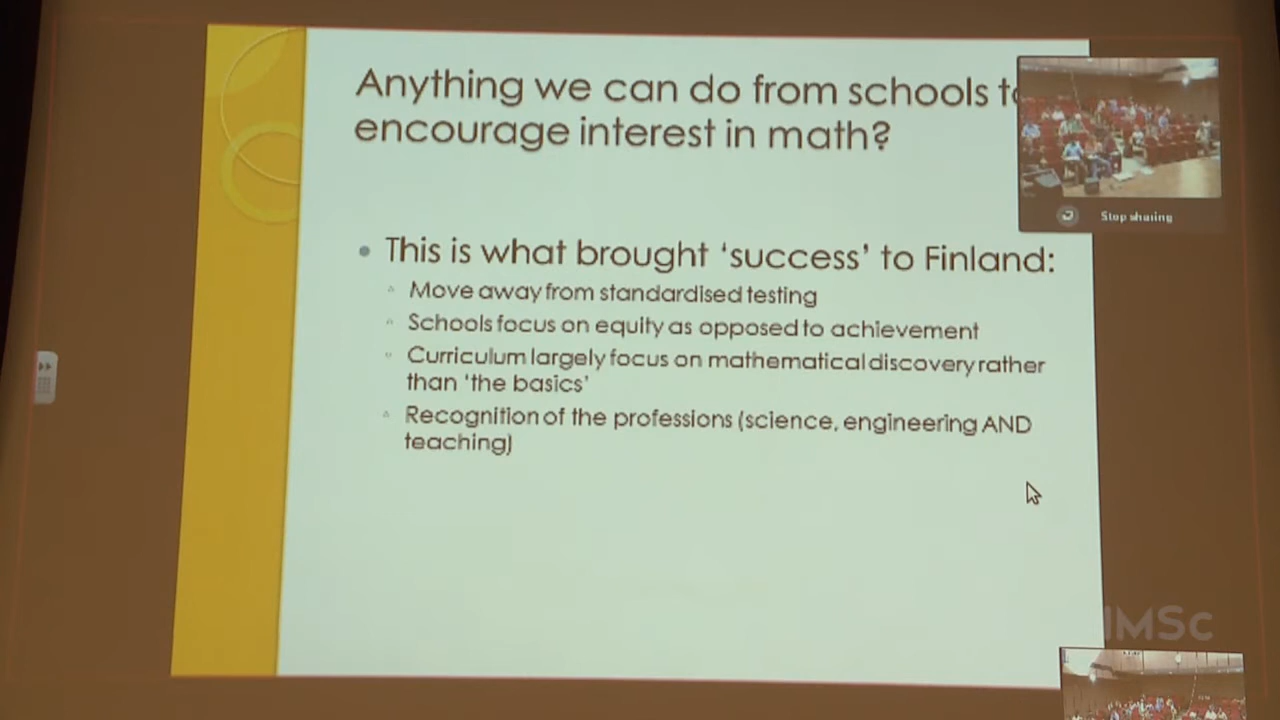 Anything we can do from schools to
encourage interest in math?
This is what brought ‘success’ to Finland:
Move away from standardised testing
Schools focus on equity as opposed to achievement
Curriculum largely focus on mathematical discovery rather
than ‘the basics’
Recognition of the professions (science, engineering AND
teaching)
Stop sharing
IMSc